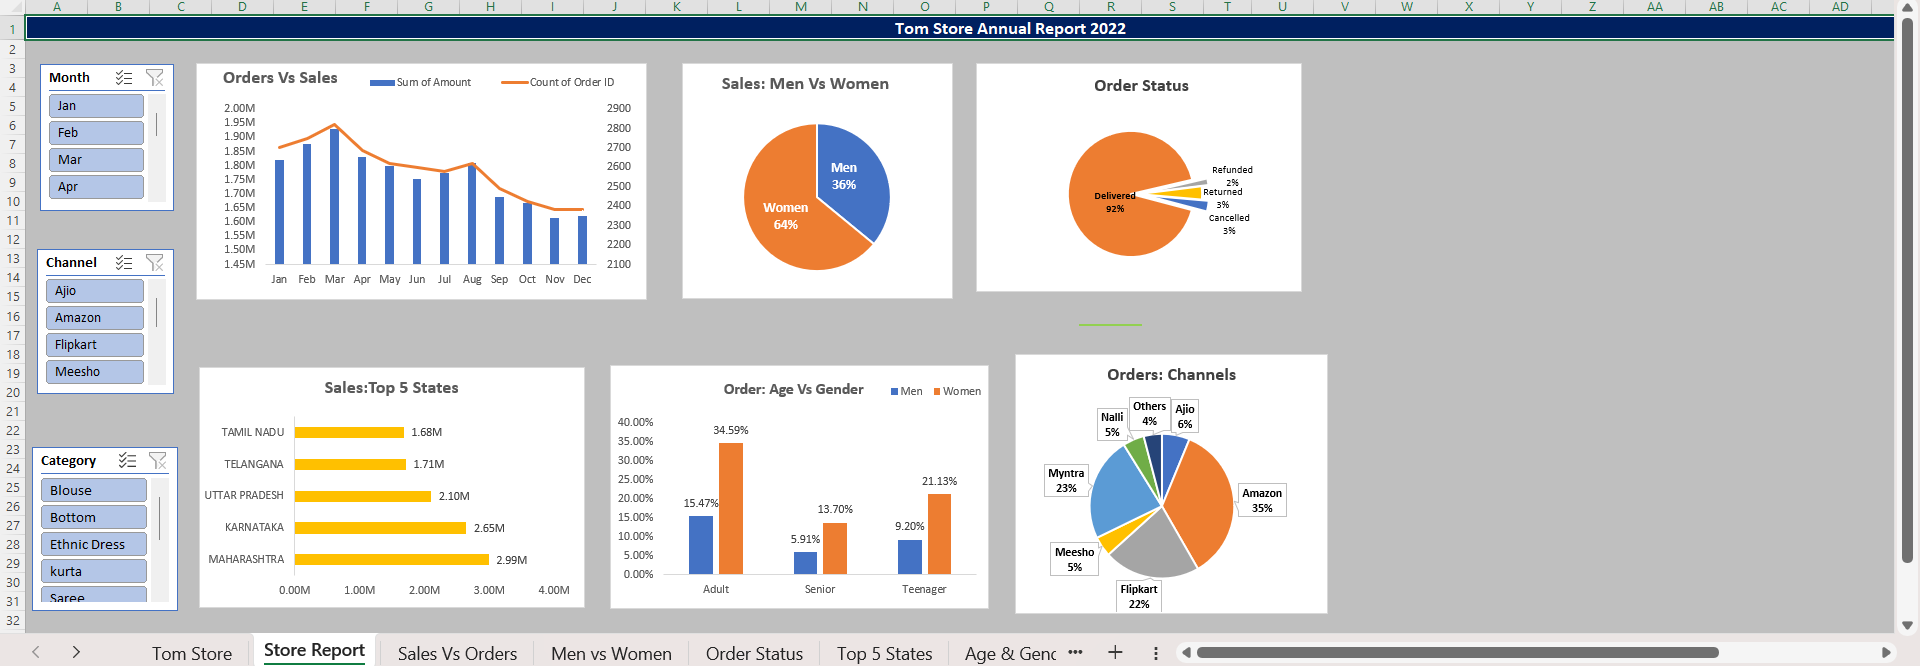 A B C D E F G H I J K L M N O P Q R S T U V W X Y Z AA AB AC AD
1 Tom Store Annual Report 2022
2
3
4
5
6
7
8
9
10
11
12
13
14
15
16
17
18
19
20
21
22
23
24
25
26
27
28
29
30
31
32
Month
Jan
Feb
Mar
Apr
Channel
Ajio
Amazon
Flipkart
Meesho
Category
Blouse
Bottom
Ethnic Dress
kurta
Saree
Orders Vs Sales
Sum of Amount Count of Order ID
2.00M 2900
1.95M 2800
1.90M 2700
1.85M 2600
1.80M 2500
1.75M 2400
1.70M 2300
1.65M 2200
1.60M 2100
1.55M
1.50M
1.45M
Jan Feb Mar Apr May Jun Jul Aug Sep Oct Nov Dec
Sales: Men Vs Women
Men
36%
Women
64%
Order Status
Refunded
2%
Returned
3%
Cancelled
3%
Delivered
92%
Sales:Top 5 States
TAMIL NADU 1.68M
TELANGANA 1.71M
UTTAR PRADESH 2.10M
KARNATAKA 2.65M
MAHARASHTRA 2.99M
0.00M 1.00M 2.00M 3.00M 4.00M
Order: Age Vs Gender
Men Women
40.00%
35.00%
30.00%
25.00%
20.00%
15.00%
10.00%
5.00%
0.00%
15.47% 34.59%
5.91% 13.70%
9.20% 21.13%
Adult Senior Teenager
Orders: Channels
Nalli
5%
Others
4%
Ajio
6%
Myntra
23%
Amazon
35%
Meesho
5%
Flipkart
22%
Tom Store Store Report Sales Vs Orders Men vs Women Order Status Top 5 States Age & Genc ···